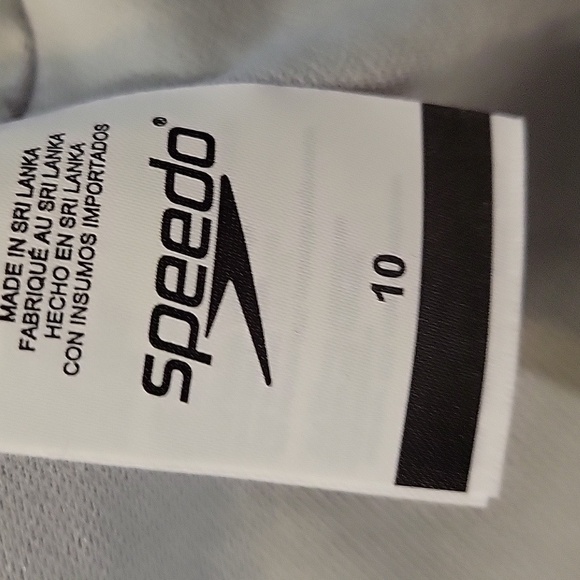 MADE IN SRI LANKA
FABRIQUÉ AU SRI LANKA
HECHO EN SRI LANKA
CON INSUMOS IMPORTADOS
speedo®
10